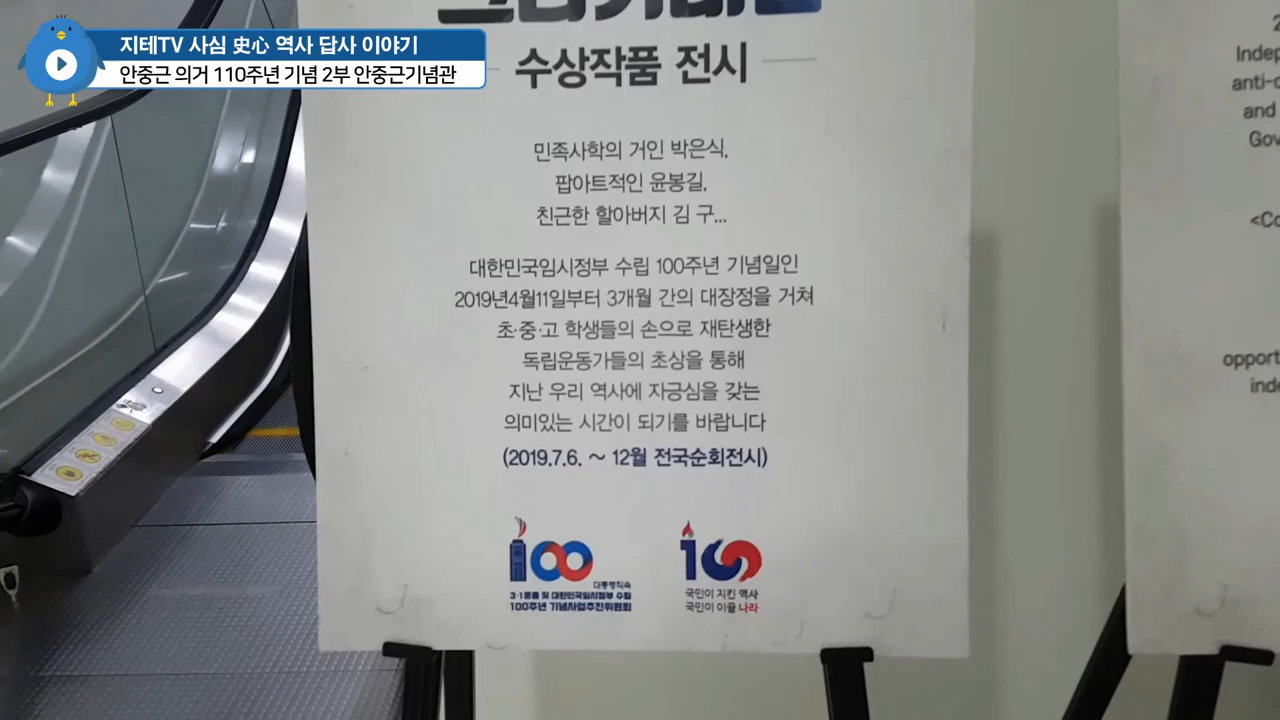 지테TV 사심 史心 역사 답사 이야기
안중근 의거 110주년 기념 2부 안중근기념관
수상작품 전시
민족사학의 거인 박은식,
팝아트적인 윤봉길,
친근한 할아버지 김 구...
대한민국임시정부 수립 100주년 기념일인
2019년4월11일부터 3개월 간의 대장정을 거쳐
초·중·고 학생들의 손으로 재탄생한
독립운동가들의 초상을 통해
지난 우리 역사에 자긍심을 갖는
의미있는 시간이 되기를 바랍니다
(2019.7.6. ~ 12월 전국순회전시)
100
대통령직속
3·1운동 및 대한민국임시정부 수립
100주년 기념사업추진위원회
100
국민이 지킨 역사
국민이 이끌 나라
2
Indep
anti-c
and
Gov
<Co
opport
inde